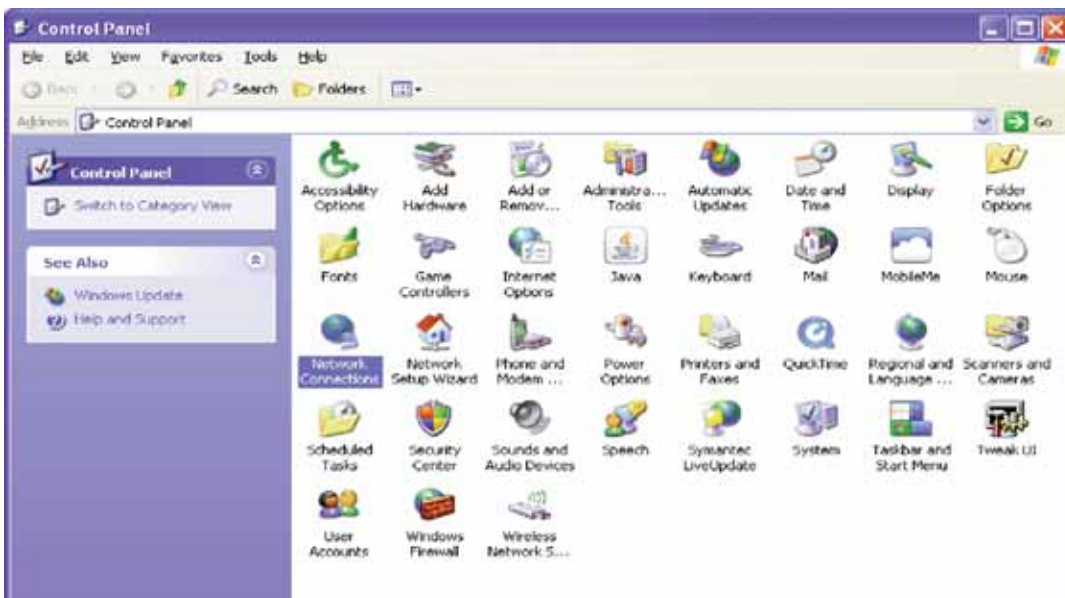 Control Panel
File Edit View Favorites Tools Help
Back Search Folders
Address Control Panel Go
Control Panel
Switch to Category View
See Also
Windows Update
Help and Support
Accessibility Options
Add Hardware
Add or Remov...
Administra... Tools
Automatic Updates
Date and Time
Display
Folder Options
Fonts
Game Controllers
Internet Options
Java
Keyboard
Mail
MobileMe
Mouse
Network Connections
Network Setup Wizard
Phone and Modem ...
Power Options
Printers and Faxes
QuickTime
Regional and Language ...
Scanners and Cameras
Scheduled Tasks
Security Center
Sounds and Audio Devices
Speech
Symantec LiveUpdate
System
Taskbar and Start Menu
Tweak UI
User Accounts
Windows Firewall
Wireless Network S...